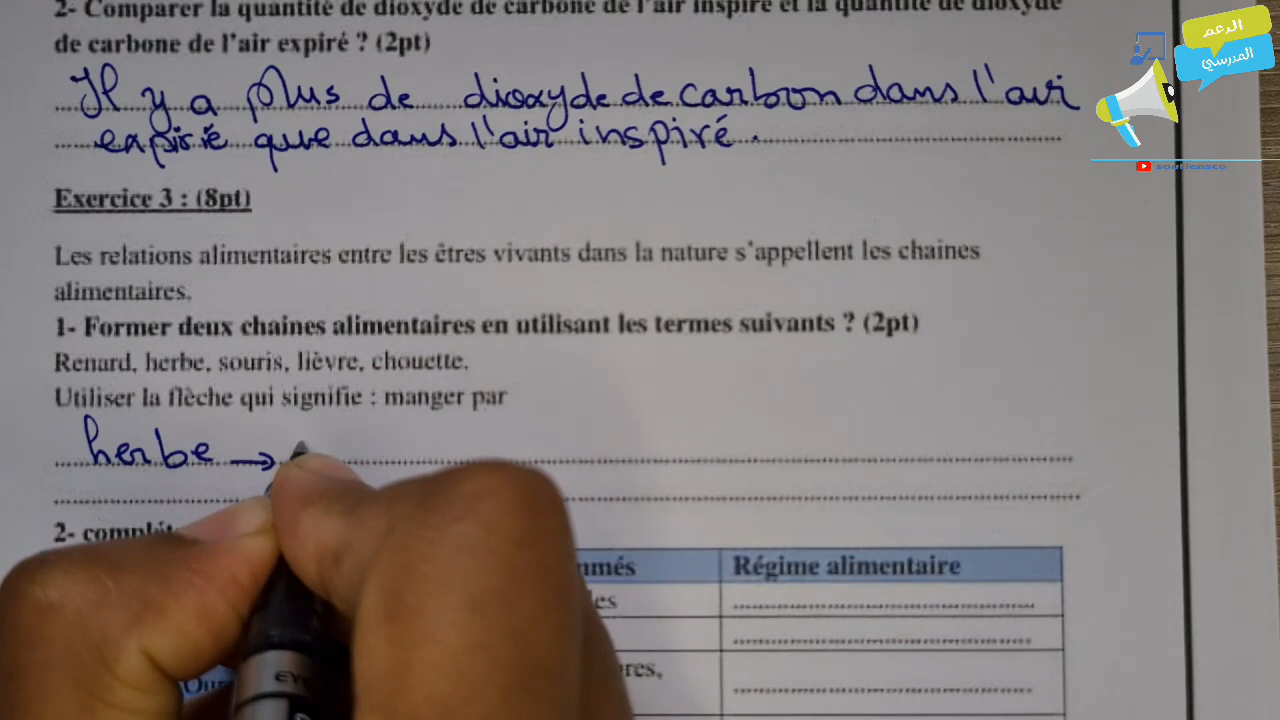 2- Comparer la quantité de dioxyde de carbone de l'air inspiré et la quantité de dioxyde
de carbone de l'air expiré ? (2pt)
Il y a plus de dioxyde de carbon dans l'air
expirié que dans l'air inspiré.
Exercice 3 : (8pt)
Les relations alimentaires entre les êtres vivants dans la nature s'appellent les chaines
alimentaires.
1- Former deux chaines alimentaires en utilisant les termes suivants ? (2pt)
Renard, herbe, souris, lièvre, chouette.
Utiliser la flèche qui signifie : manger par
herbe →
2-
Régime alimentaire
الدعم
المدرسي
soutiensco